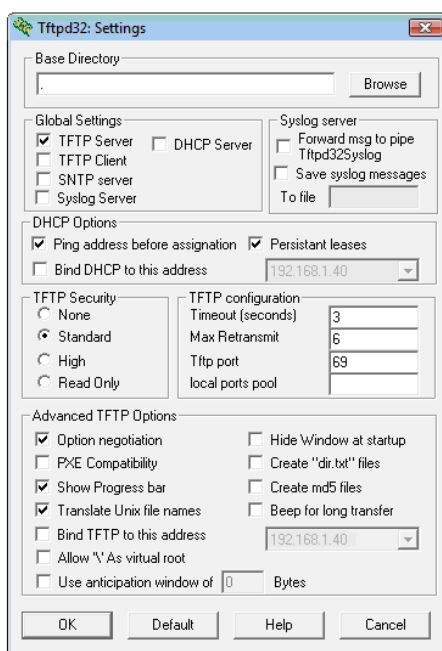 Tftpd32: Settings
Base Directory
.
Browse
Global Settings
TFTP Server
TFTP Client
SNTP server
Syslog Server
DHCP Server
Syslog server
Forward msg to pipe
Tftpd32Syslog
Save syslog messages
To file
DHCP Options
Ping address before assignation
Persistant leases
Bind DHCP to this address
192.168.1.40
TFTP Security
None
Standard
High
Read Only
TFTP configuration
Timeout (seconds) 3
Max Retransmit 6
Tftp port 69
local ports pool
Advanced TFTP Options
Option negotiation
PXE Compatibility
Show Progress bar
Translate Unix file names
Bind TFTP to this address
Allow '\' As virtual root
Use anticipation window of 0 Bytes
Hide Window at startup
Create "dir.txt" files
Create md5 files
Beep for long transfer
192.168.1.40
OK
Default
Help
Cancel